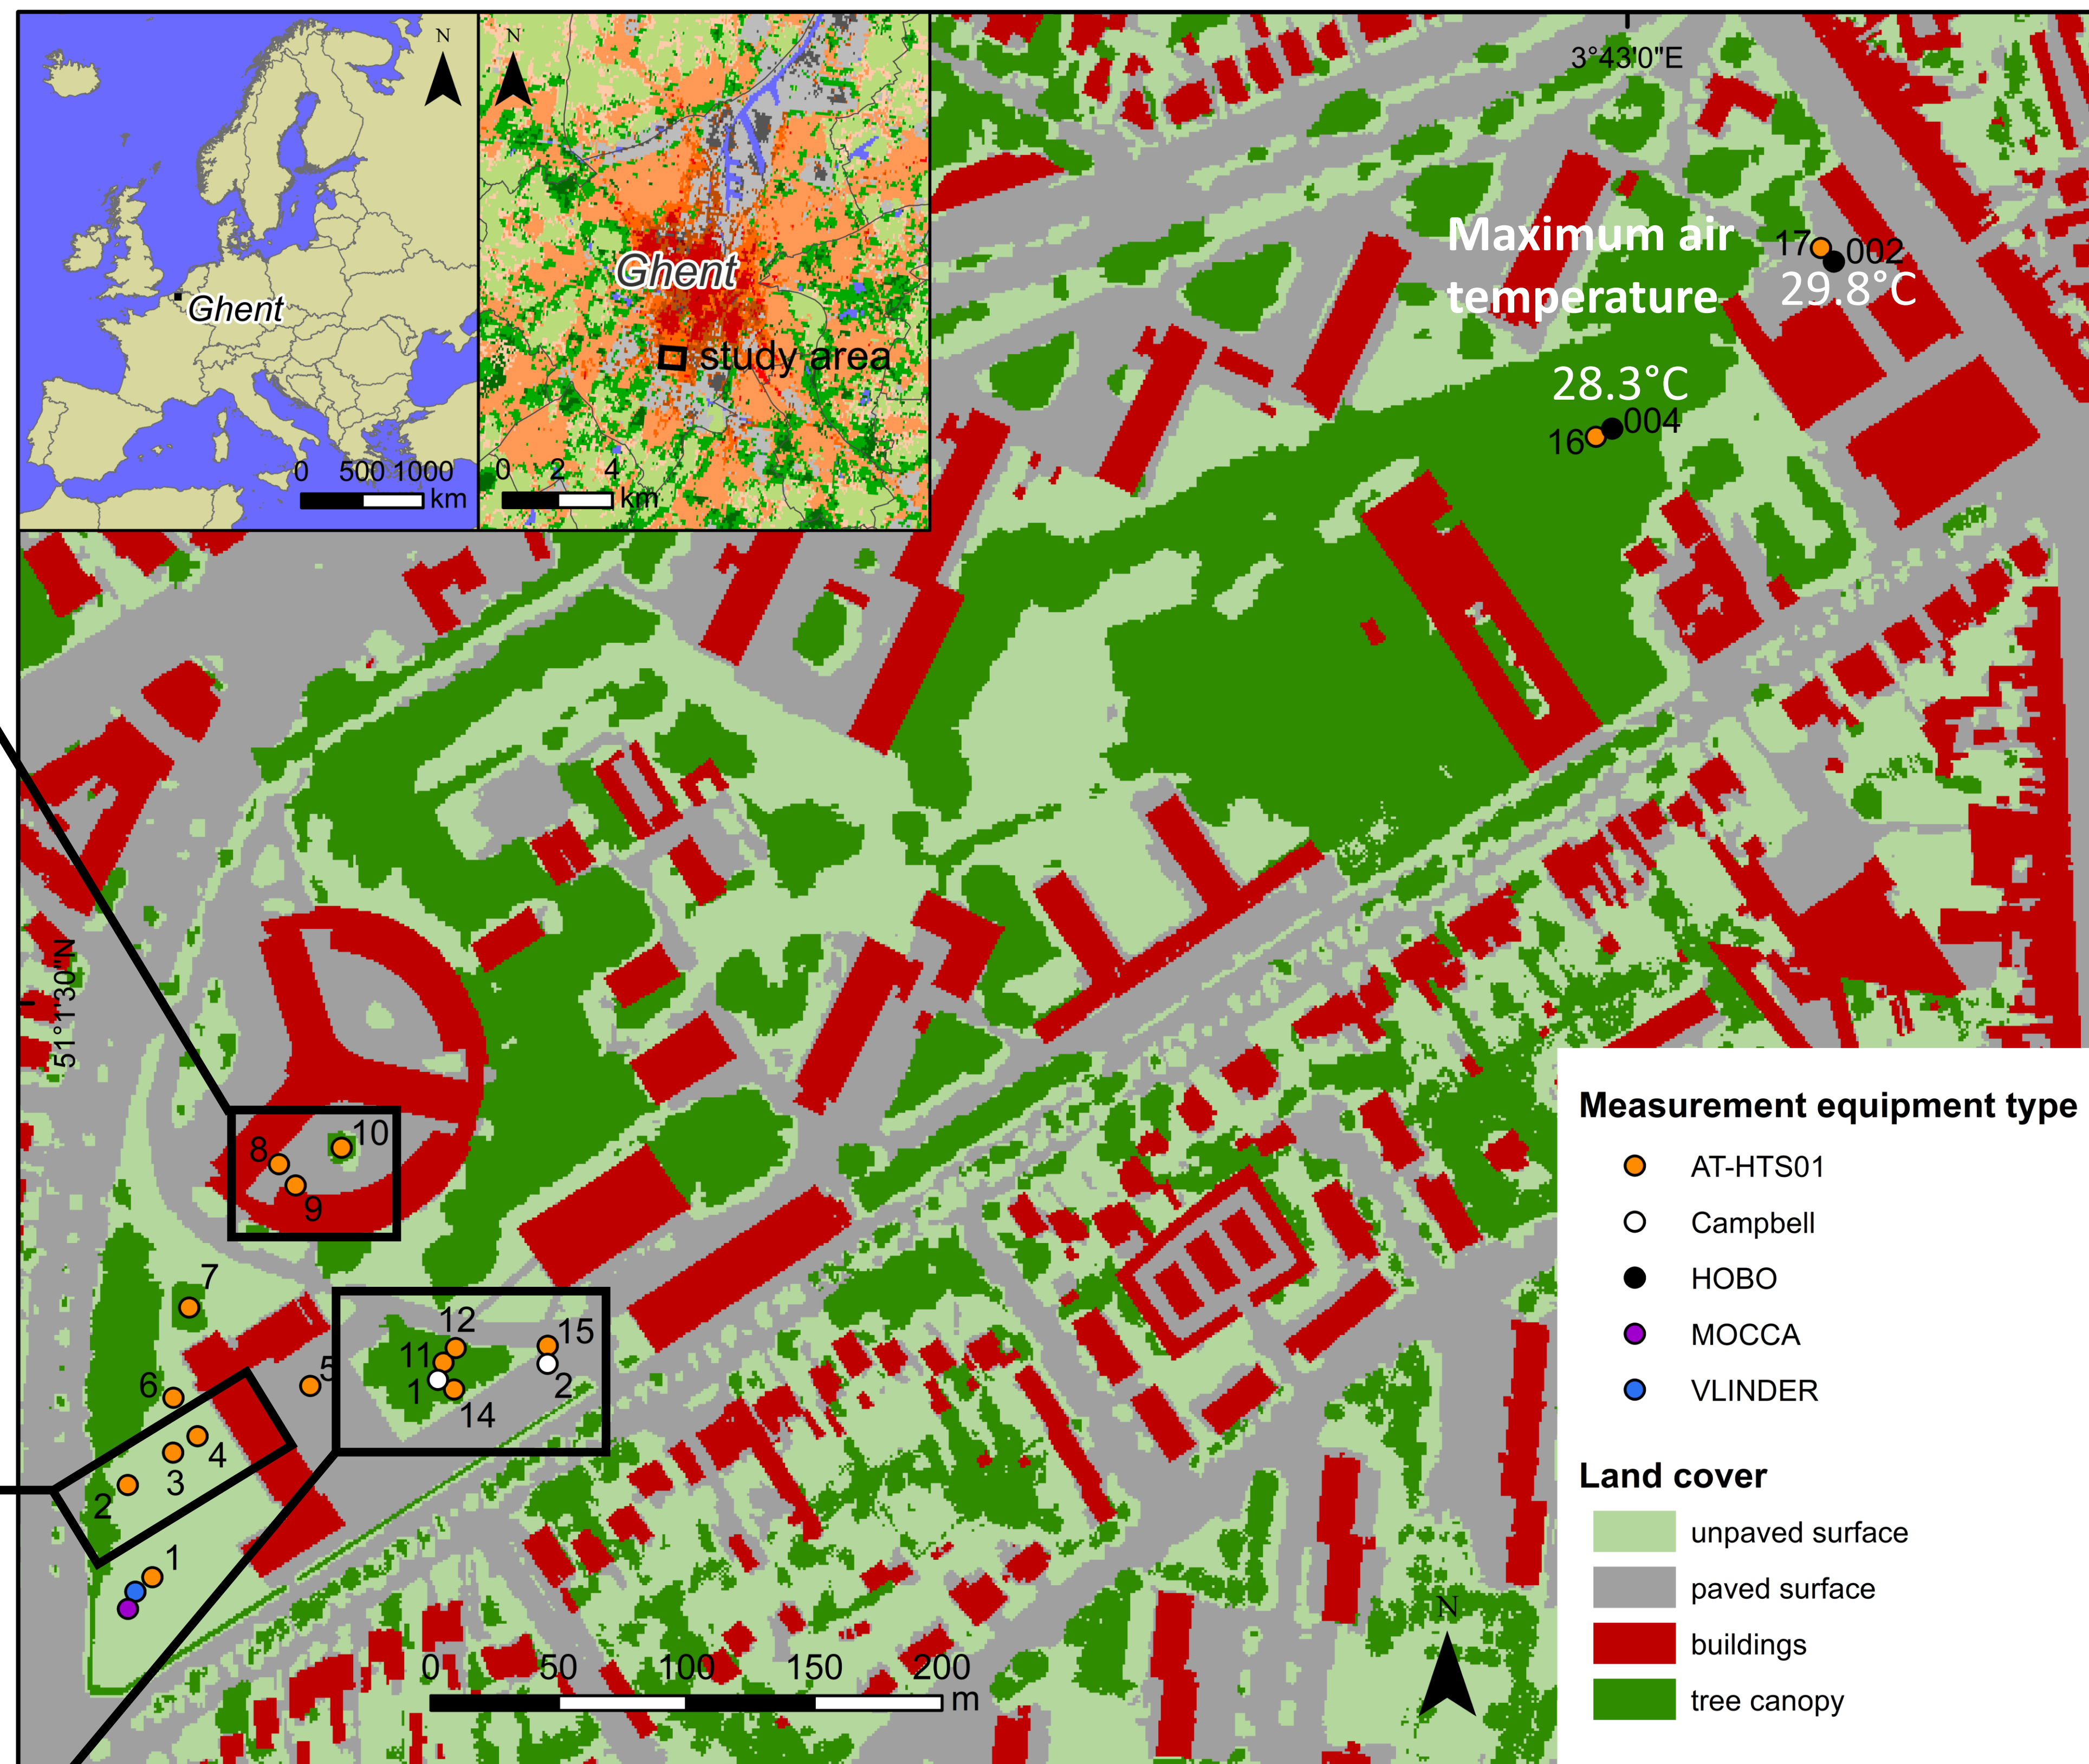 N
Ghent
0 500 1000
km
N
Ghent
study area
0 2 4
km
3°43'0"E
Maximum air
temperature
17 002
29.8°C
28.3°C
16 004
51°1'30"N
8 10
9
7
12
11
1
14
15
2
5
6
4
3
2
1
0 50 100 150 200
m
N
Measurement equipment type
AT-HTS01
Campbell
HOBO
MOCCA
VLINDER
Land cover
unpaved surface
paved surface
buildings
tree canopy